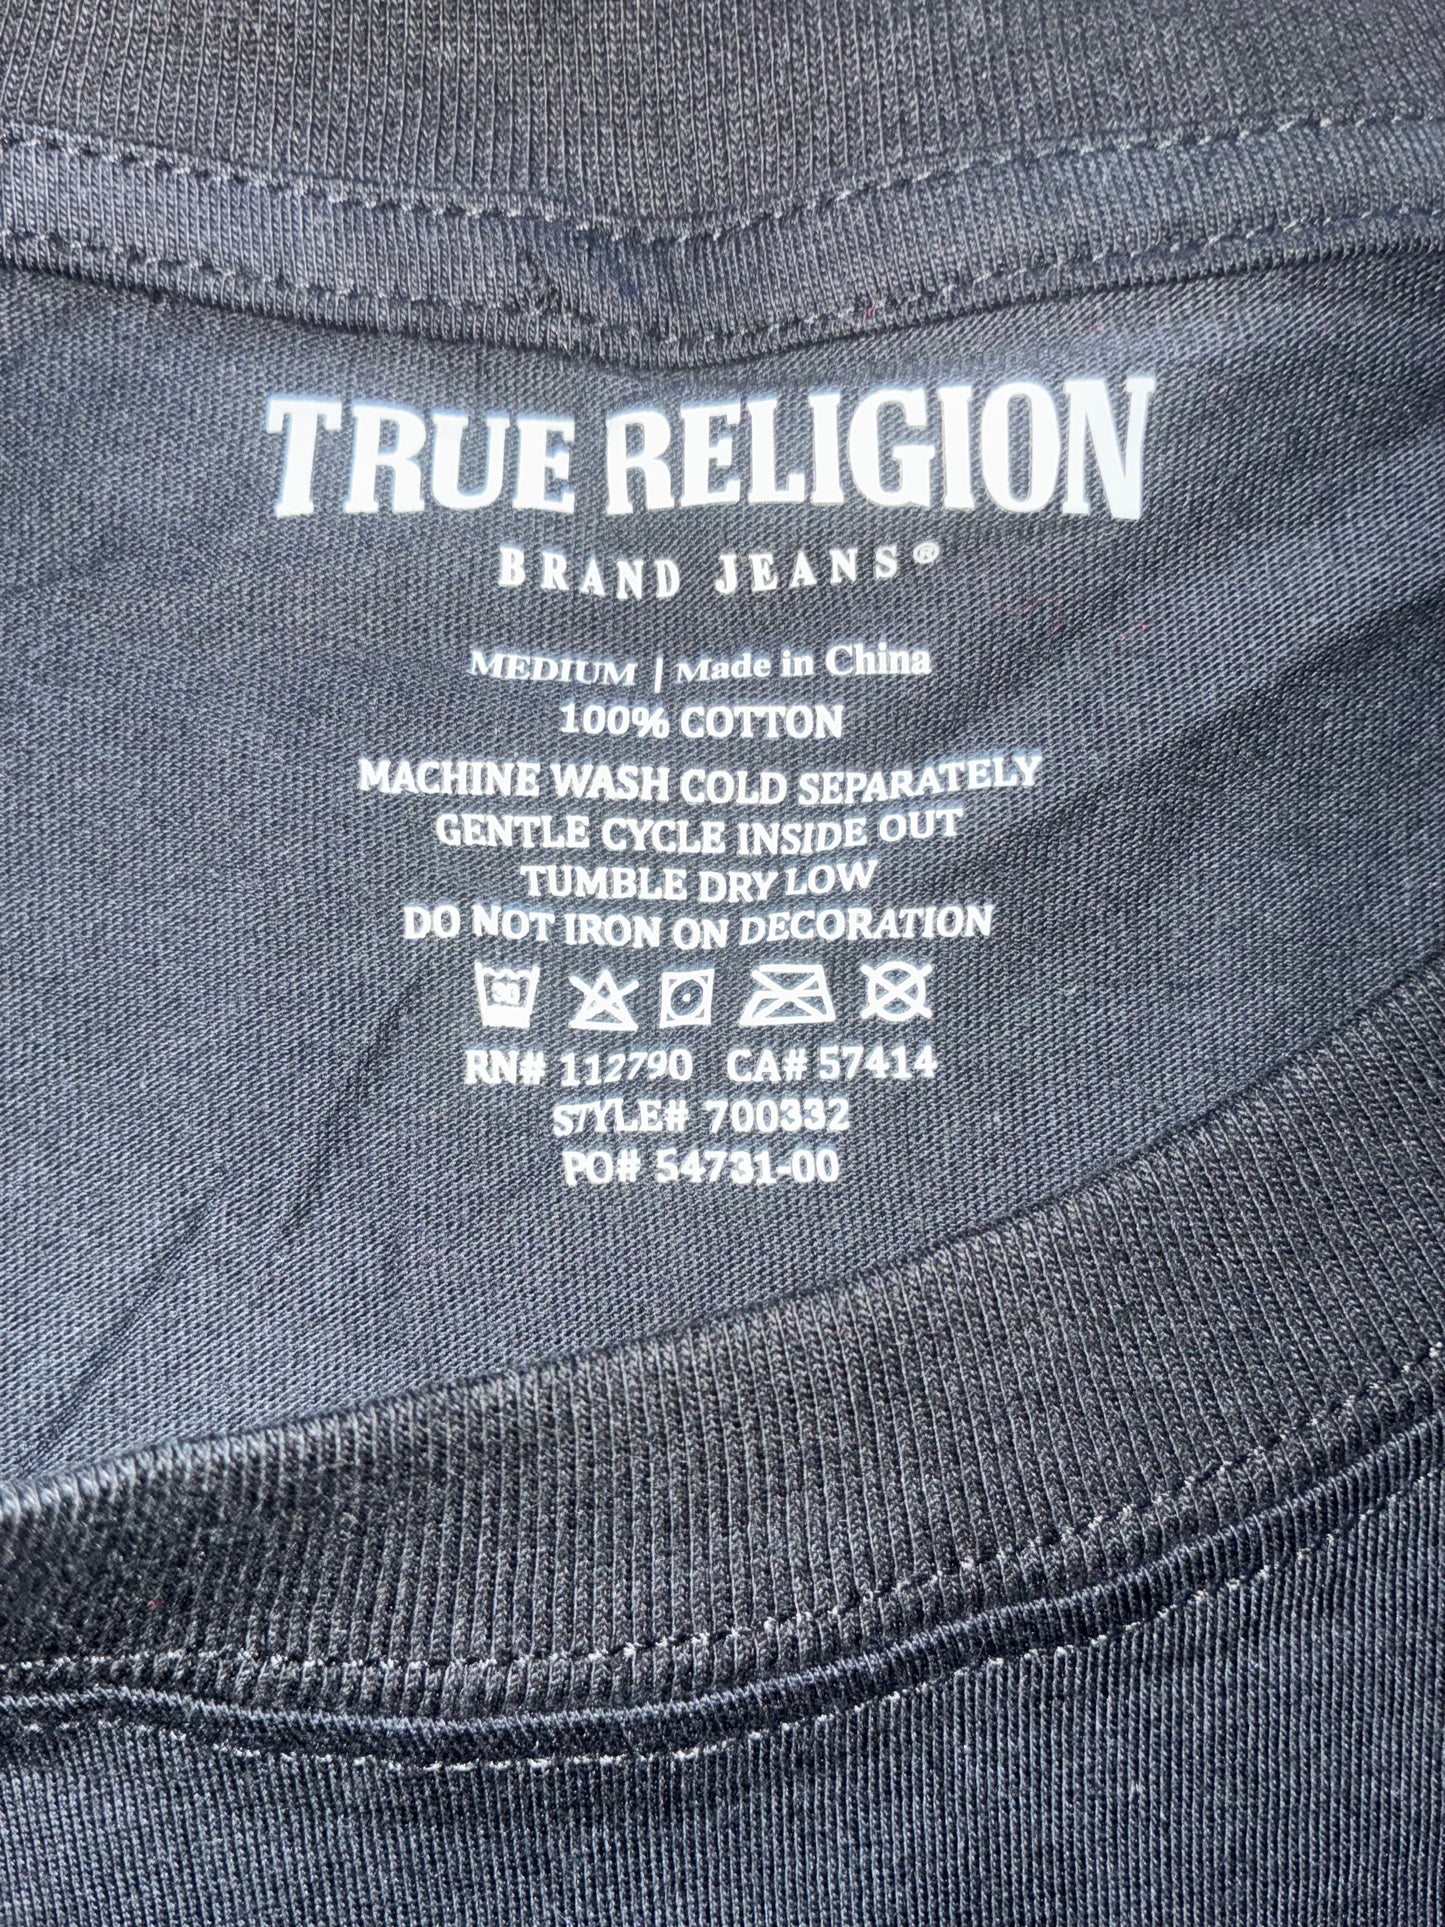 TRUE RELIGION
BRAND JEANS®
MEDIUM | Made in China
100% COTTON
MACHINE WASH COLD SEPARATELY
GENTLE CYCLE INSIDE OUT
TUMBLE DRY LOW
DO NOT IRON ON DECORATION
30
RN# 112790 CA# 57414
STYLE# 700332
PO# 54731-00